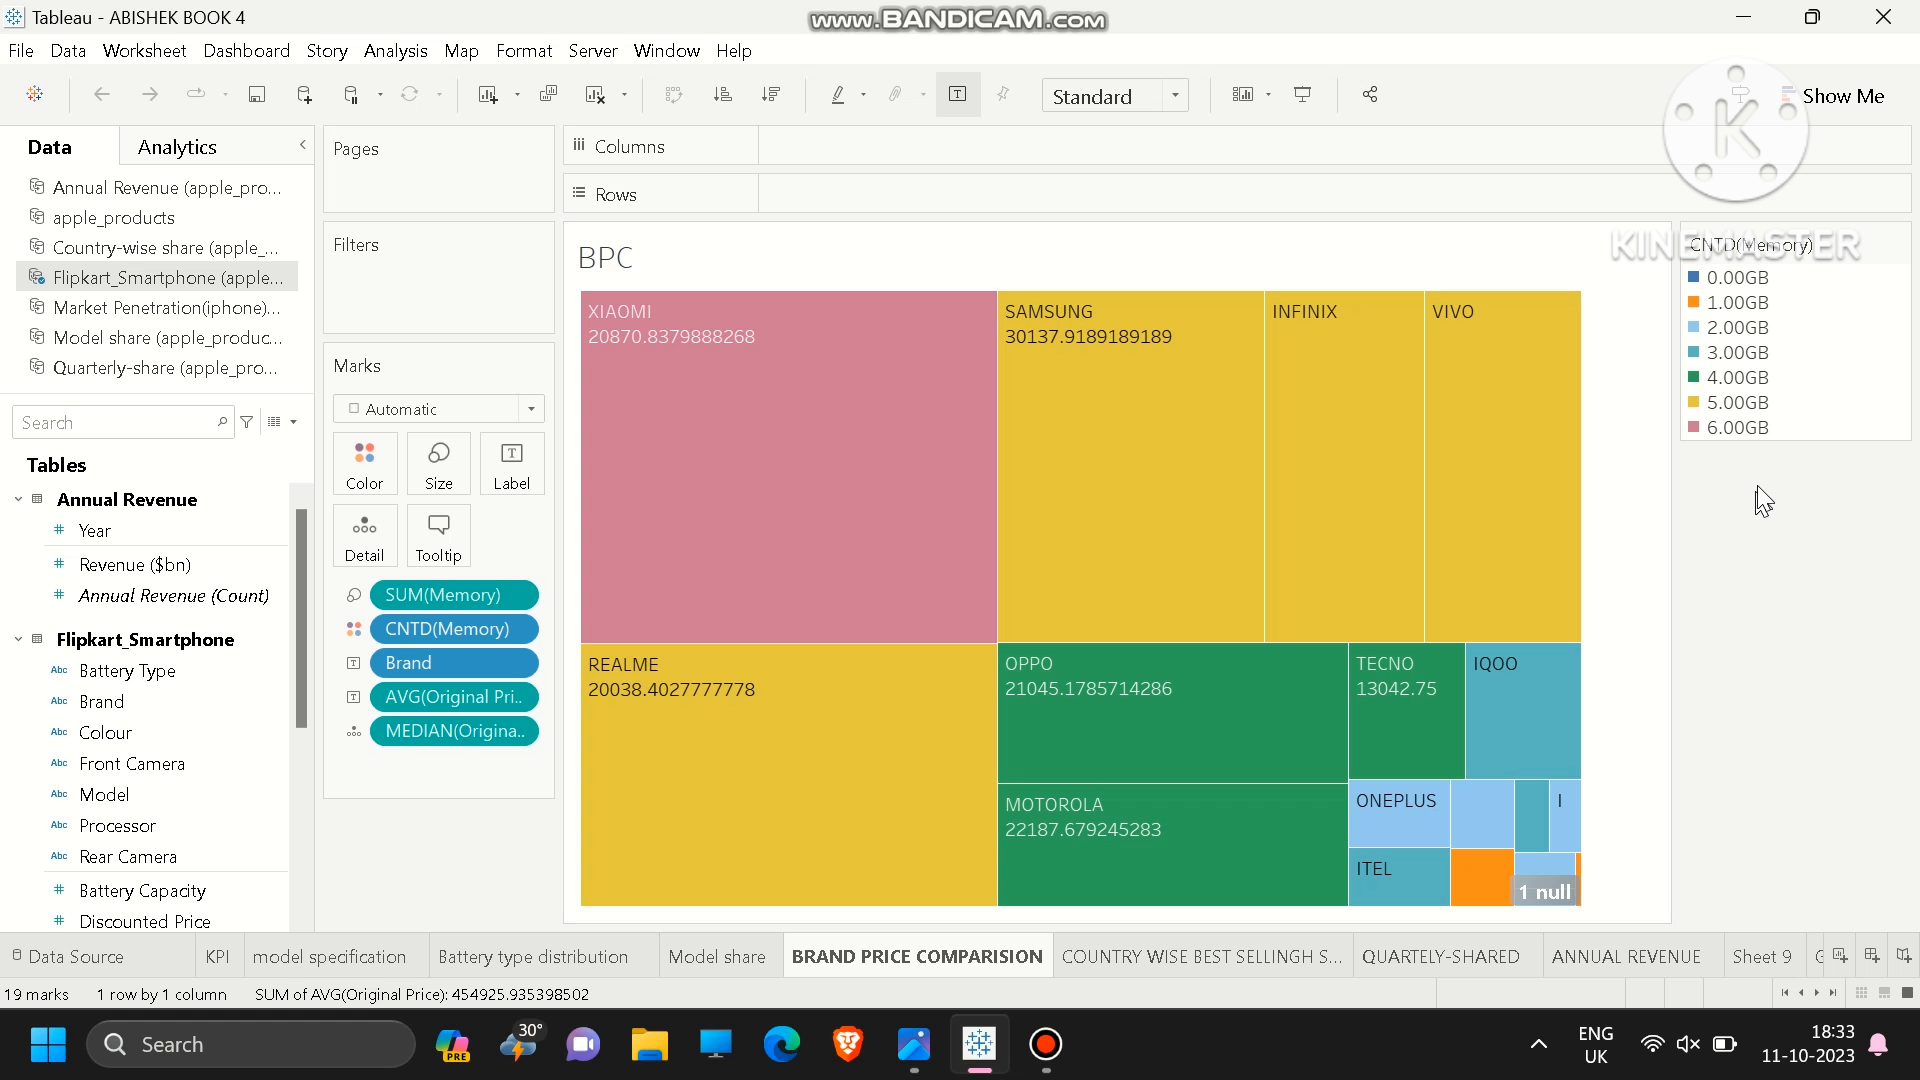 Tableau - ABISHEK BOOK 4
www.BANDICAM.com
File Data Worksheet Dashboard Story Analysis Map Format Server Window Help
Standard
Show Me
Data
Analytics
Annual Revenue (apple_pro...
apple_products
Country-wise share (apple_...
Flipkart_Smartphone (apple...
Market Penetration(iphone)...
Model share (apple_produc...
Quarterly-share (apple_pro...
Search
Tables
Annual Revenue
Year
Revenue ($bn)
Annual Revenue (Count)
Flipkart_Smartphone
Abc Battery Type
Abc Brand
Abc Colour
Abc Front Camera
Abc Model
Abc Processor
Abc Rear Camera
Battery Capacity
Discounted Price
Pages
Filters
Marks
Automatic
Color
Size
Label
Detail
Tooltip
SUM(Memory)
CNTD(Memory)
Brand
AVG(Original Pri..
MEDIAN(Origina..
Columns
Rows
BPC
XIAOMI
20870.8379888268
SAMSUNG
30137.9189189189
INFINIX
VIVO
REALME
20038.4027777778
OPPO
21045.1785714286
TECNO
13042.75
IQOO
MOTOROLA
22187.679245283
ONEPLUS
I
ITEL
1 null
K
KINEMASTER
CNTD(Memory)
0.00GB
1.00GB
2.00GB
3.00GB
4.00GB
5.00GB
6.00GB
Data Source
KPI
model specification
Battery type distribution
Model share
BRAND PRICE COMPARISION
COUNTRY WISE BEST SELLINGH S...
QUARTELY-SHARED
ANNUAL REVENUE
Sheet 9
19 marks
1 row by 1 column
SUM of AVG(Original Price): 454925.935398502
Search
PRE
30°
ENG
UK
18:33
11-10-2023